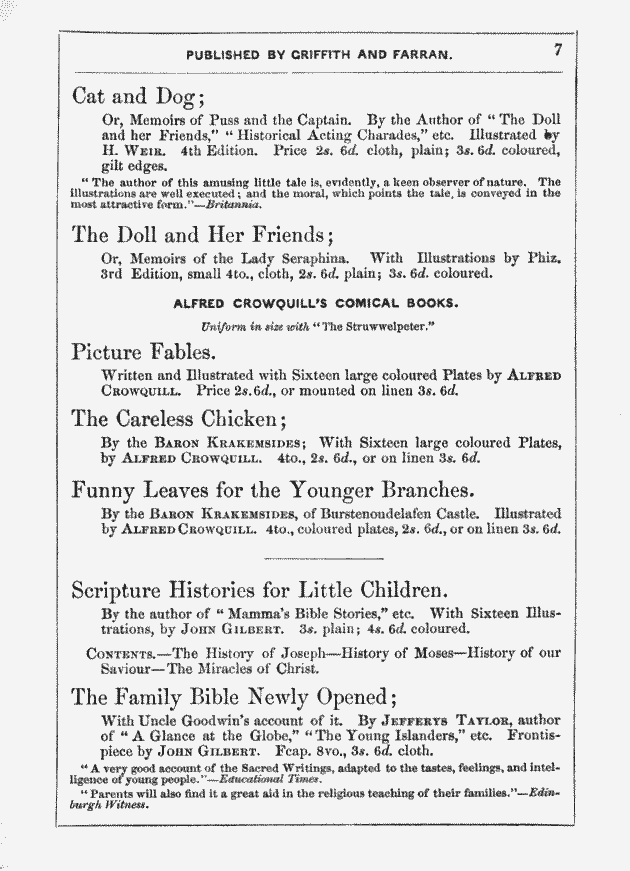 PUBLISHED BY GRIFFITH AND FARRAN. 7
Cat and Dog;
Or, Memoirs of Puss and the Captain. By the Author of "The Doll
and her Friends," "Historical Acting Charades," etc. Illustrated by
H. WEIR. 4th Edition. Price 2s. 6d. cloth, plain; 3s. 6d. coloured,
gilt edges.
"The author of this amusing little tale is, evidently, a keen observer of nature. The
illustrations are well executed; and the moral, which points the tale, is conveyed in the
most attractive form."—Britannia.
The Doll and Her Friends;
Or, Memoirs of the Lady Seraphina. With Illustrations by Phiz.
3rd Edition, small 4to., cloth, 2s. 6d. plain; 3s. 6d. coloured.
ALFRED CROWQUILL'S COMICAL BOOKS.
Uniform in size with "The Struwwelpeter."
Picture Fables.
Written and Illustrated with Sixteen large coloured Plates by ALFRED
CROWQUILL. Price 2s. 6d., or mounted on linen 3s. 6d.
The Careless Chicken;
By the BARON KRAKEMSIDES; With Sixteen large coloured Plates,
by ALFRED CROWQUILL. 4to., 2s. 6d., or on linen 3s. 6d.
Funny Leaves for the Younger Branches.
By the BARON KRAKEMSIDES, of Burstenoudelafen Castle. Illustrated
by ALFRED CROWQUILL. 4to., coloured plates, 2s. 6d., or on linen 3s. 6d.
Scripture Histories for Little Children.
By the author of "Mamma's Bible Stories," etc. With Sixteen Illus-
trations, by JOHN GILBERT. 3s. plain; 4s. 6d. coloured.
CONTENTS.—The History of Joseph—History of Moses—History of our
Saviour—The Miracles of Christ.
The Family Bible Newly Opened;
With Uncle Goodwin's account of it. By JEFFERYS TAYLOR, author
of "A Glance at the Globe," "The Young Islanders," etc. Frontis-
piece by JOHN GILBERT. Fcap. 8vo., 3s. 6d. cloth.
"A very good account of the Sacred Writings, adapted to the tastes, feelings, and intel-
ligence of young people."—Educational Times.
"Parents will also find it a great aid in the religious teaching of their families."—Edin-
burgh Witness.